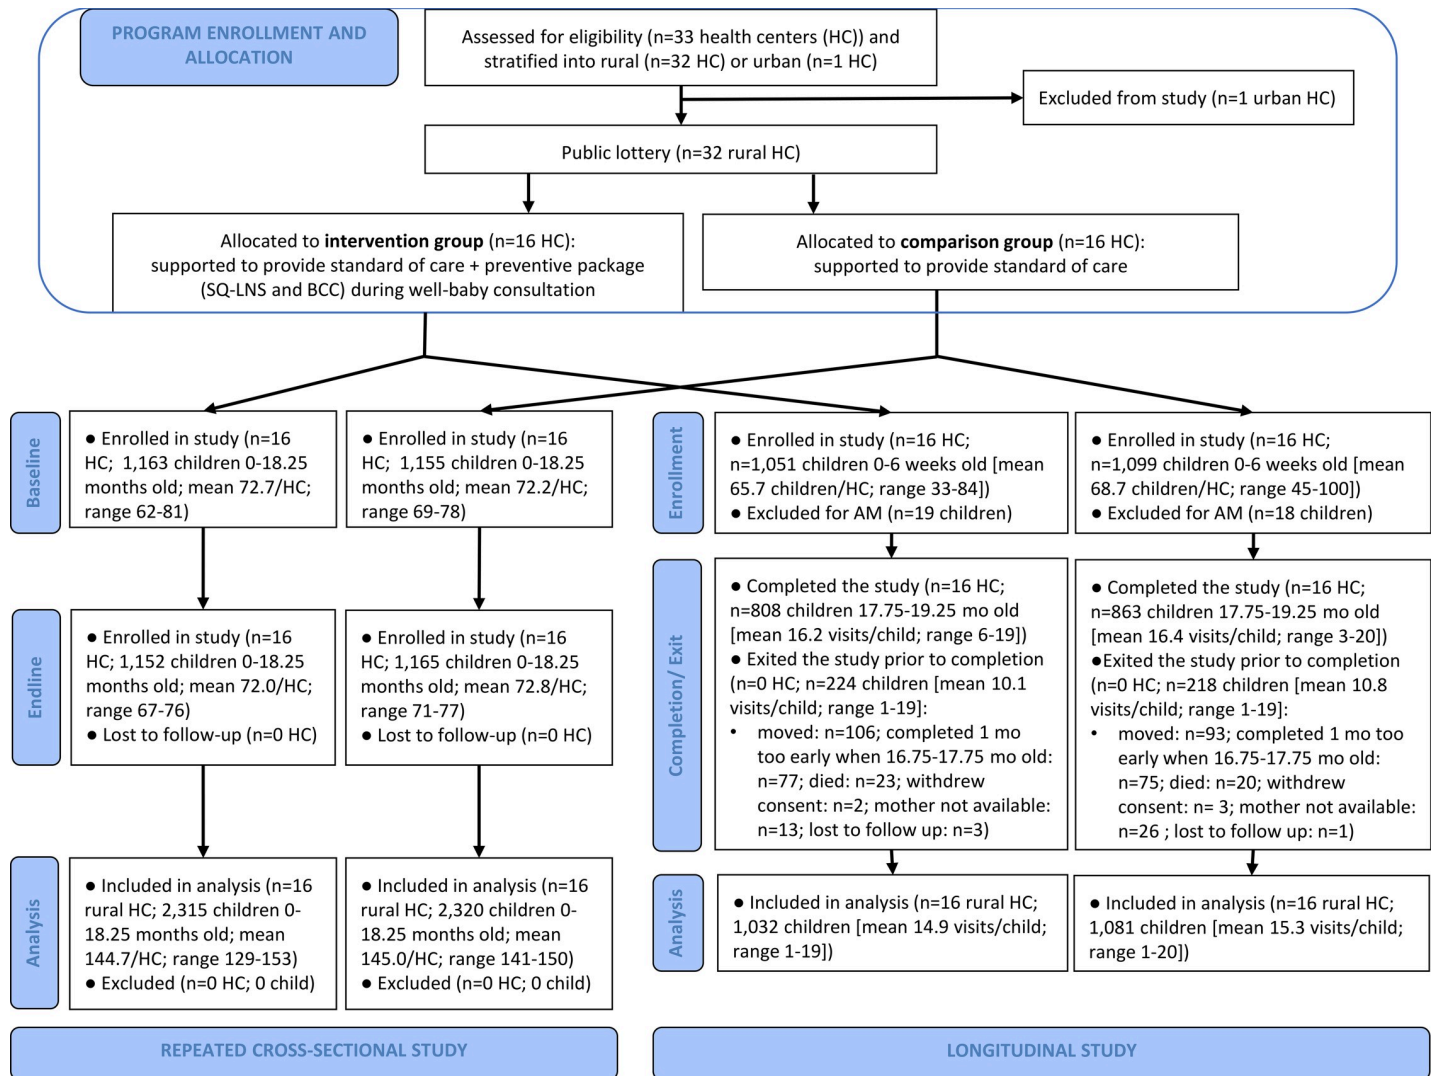 PROGRAM ENROLLMENT AND
ALLOCATION
Assessed for eligibility (n=33 health centers (HC)) and
stratified into rural (n=32 HC) or urban (n=1 HC)
Excluded from study (n=1 urban HC)
Public lottery (n=32 rural HC)
Allocated to intervention group (n=16 HC):
supported to provide standard of care + preventive package
(SQ-LNS and BCC) during well-baby consultation
Allocated to comparison group (n=16 HC):
supported to provide standard of care
Baseline
● Enrolled in study (n=16
HC; 1,163 children 0-18.25
months old; mean 72.7/HC;
range 62-81)
● Enrolled in study (n=16
HC; 1,155 children 0-18.25
months old; mean 72.2/HC;
range 69-78)
Enrollment
● Enrolled in study (n=16 HC;
n=1,051 children 0-6 weeks old [mean
65.7 children/HC; range 33-84])
● Excluded for AM (n=19 children)
● Enrolled in study (n=16 HC;
n=1,099 children 0-6 weeks old [mean
68.7 children/HC; range 45-100])
● Excluded for AM (n=18 children)
Endline
● Enrolled in study (n=16
HC; 1,152 children 0-18.25
months old; mean 72.0/HC;
range 67-76)
● Lost to follow-up (n=0 HC)
● Enrolled in study (n=16
HC; 1,165 children 0-18.25
months old; mean 72.8/HC;
range 71-77)
● Lost to follow-up (n=0 HC)
Completion/ Exit
● Completed the study (n=16 HC;
n=808 children 17.75-19.25 mo old
[mean 16.2 visits/child; range 6-19])
● Exited the study prior to completion
(n=0 HC; n=224 children [mean 10.1
visits/child; range 1-19]:
• moved: n=106; completed 1 mo
too early when 16.75-17.75 mo old:
n=77; died: n=23; withdrew
consent: n=2; mother not available:
n=13; lost to follow up: n=3)
● Completed the study (n=16 HC;
n=863 children 17.75-19.25 mo old
[mean 16.4 visits/child; range 3-20])
●Exited the study prior to completion
(n=0 HC; n=218 children [mean 10.8
visits/child; range 1-19]:
• moved: n=93; completed 1 mo
too early when 16.75-17.75 mo old:
n=75; died: n=20; withdrew
consent: n= 3; mother not available:
n=26 ; lost to follow up: n=1)
Analysis
● Included in analysis (n=16
rural HC; 2,315 children 0-
18.25 months old; mean
144.7/HC; range 129-153)
● Excluded (n=0 HC; 0 child)
● Included in analysis (n=16
rural HC; 2,320 children 0-
18.25 months old; mean
145.0/HC; range 141-150)
● Excluded (n=0 HC; 0 child)
Analysis
● Included in analysis (n=16 rural HC;
1,032 children [mean 14.9 visits/child;
range 1-19])
● Included in analysis (n=16 rural HC;
1,081 children [mean 15.3 visits/child;
range 1-20])
REPEATED CROSS-SECTIONAL STUDY
LONGITUDINAL STUDY